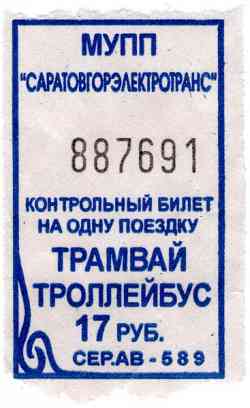 МУПП
"САРАТОВГОРЭЛЕКТРОТРАНС"
887691
КОНТРОЛЬНЫЙ БИЛЕТ
НА ОДНУ ПОЕЗДКУ
ТРАМВАЙ
ТРОЛЛЕЙБУС
17 РУБ.
СЕР.АВ - 589